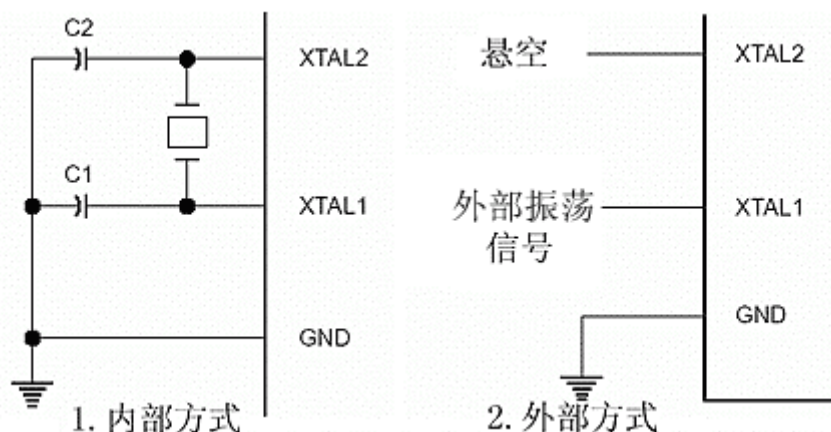 C2
XTAL2
C1
XTAL1
GND
1. 内部方式
悬空
XTAL2
外部振荡
信号
XTAL1
GND
2. 外部方式